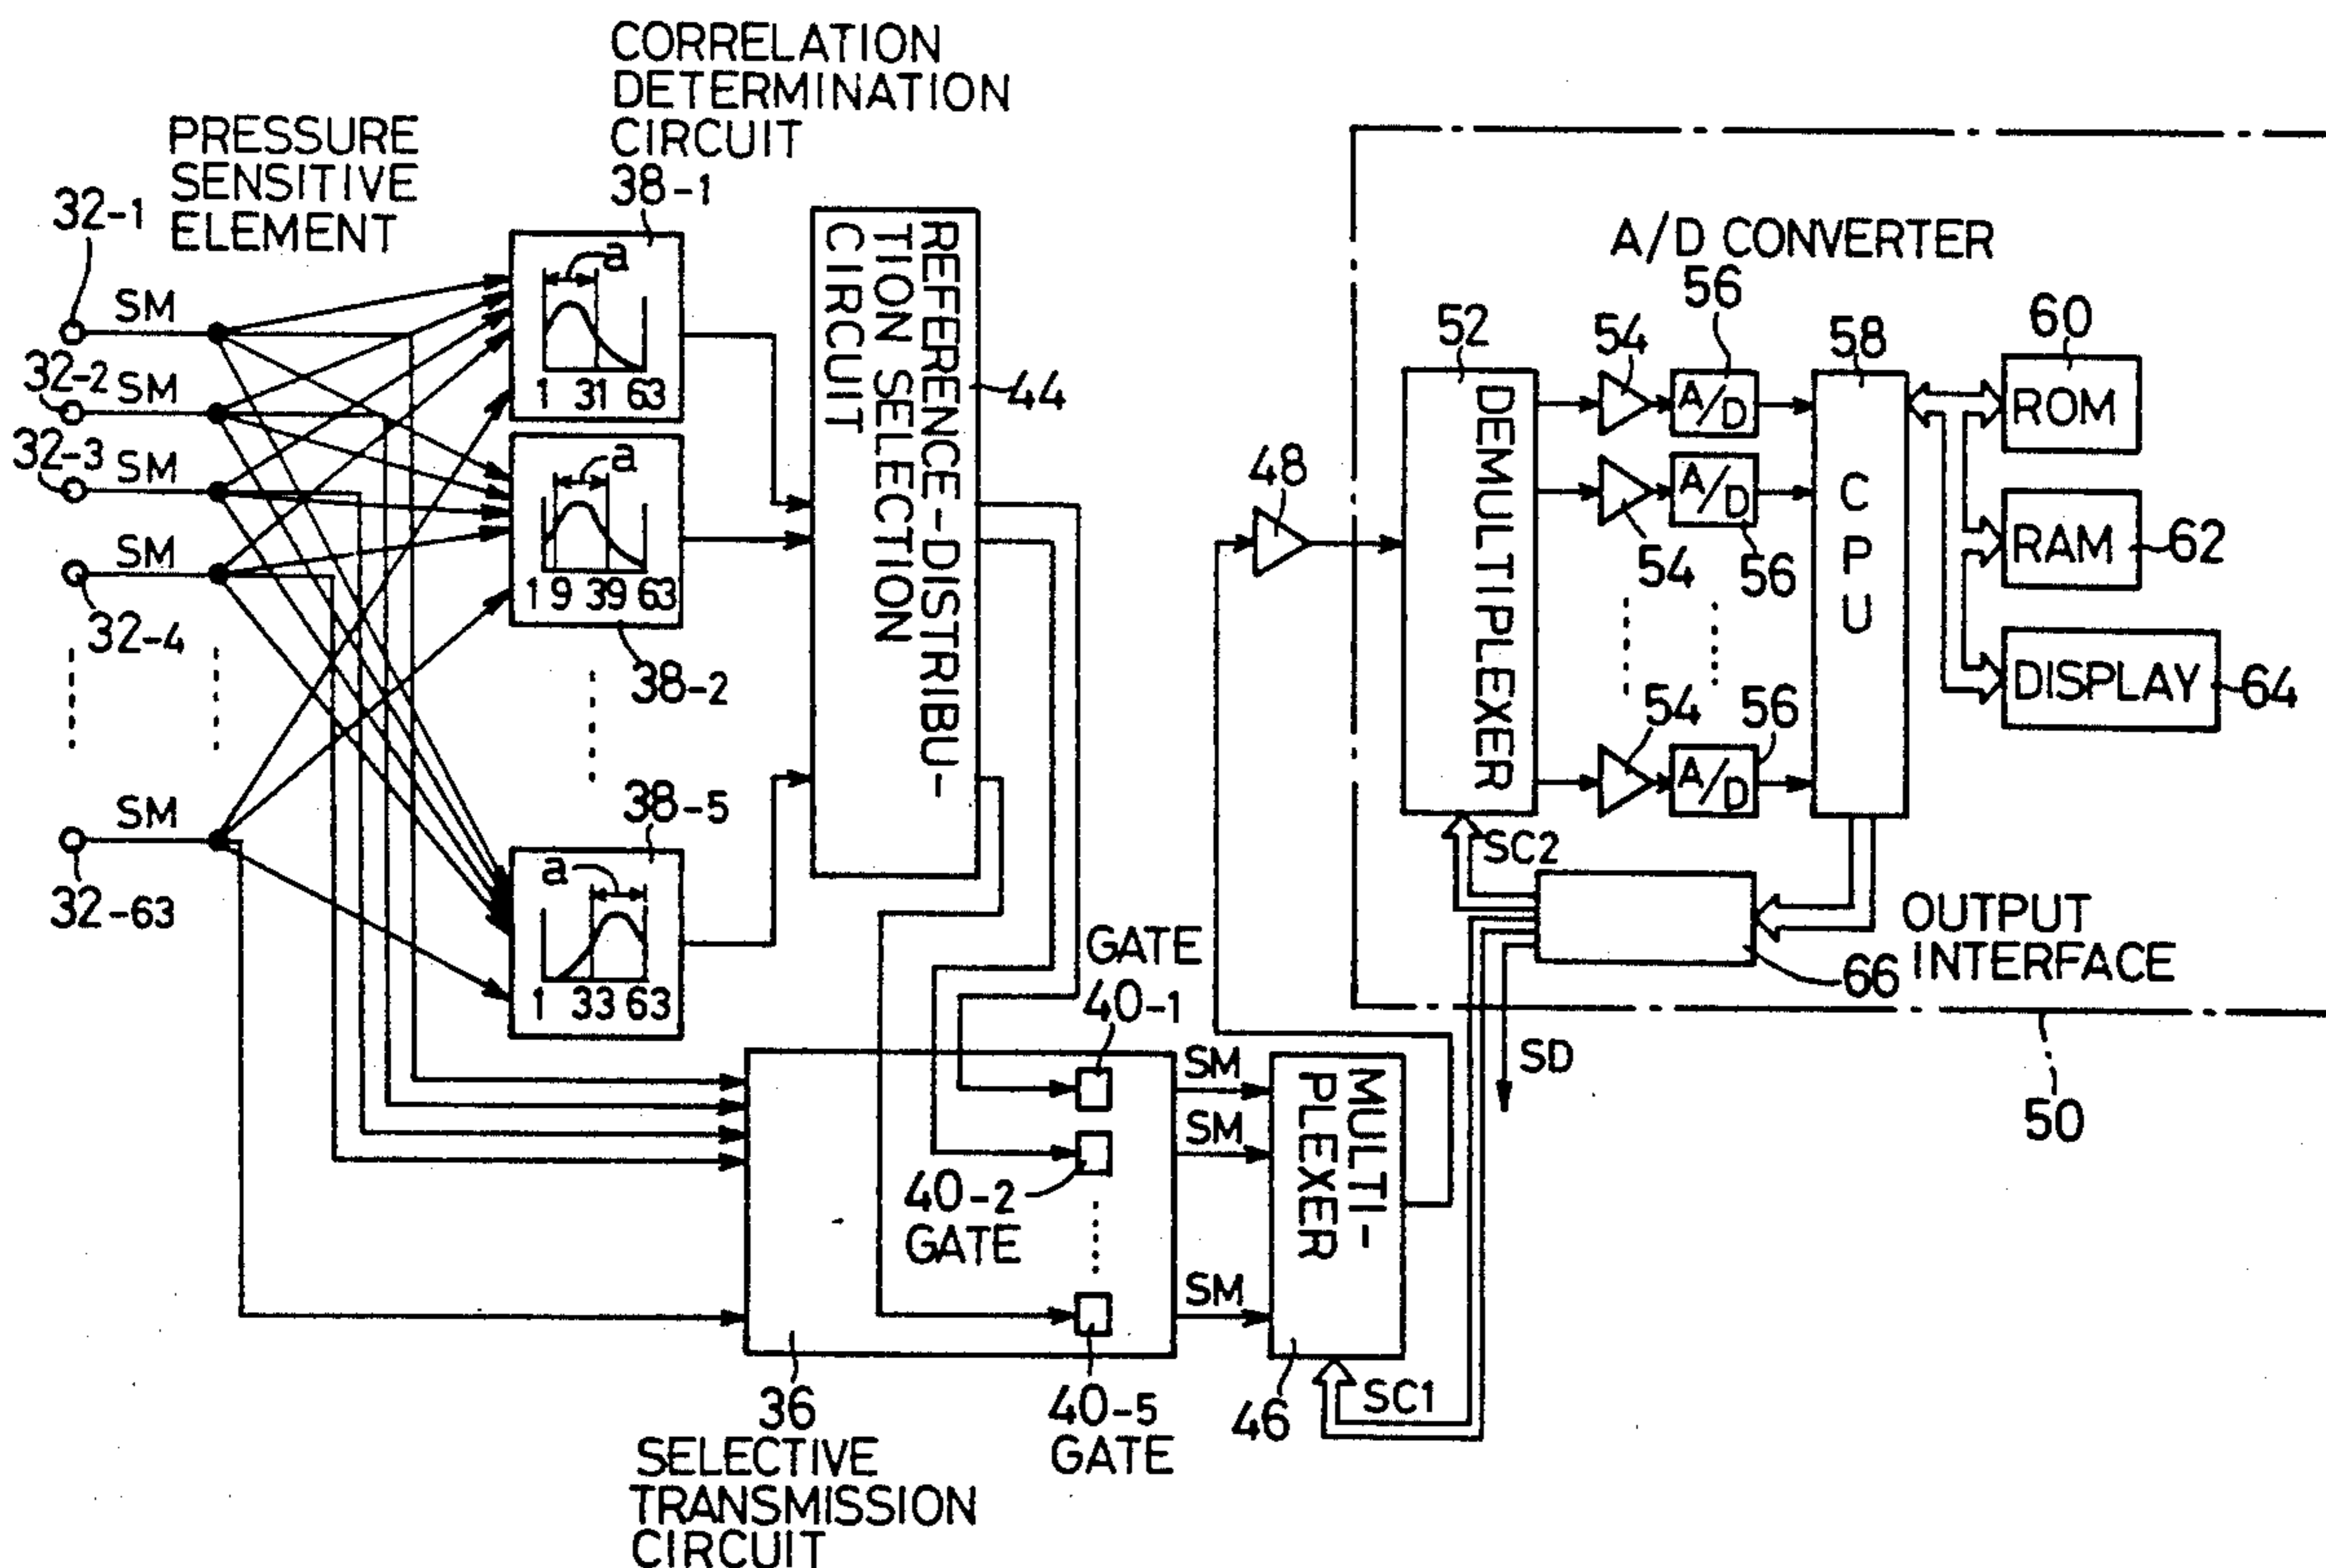 CORRELATION
DETERMINATION
CIRCUIT
38-1
PRESSURE
SENSITIVE
ELEMENT
32-1
SM
32-2
SM
32-3
SM
SM
32-4
SM
32-63
a
1 31 63
a
1 9 39 63
38-2
38-5
a
1 33 63
REFERENCE-DISTRIBU-
TION SELECTION
CIRCUIT
44
GATE
40-1
40-2
GATE
40-5
GATE
36
SELECTIVE
TRANSMISSION
CIRCUIT
SM
SM
SM
MULTI-
PLEXER
46
SC1
48
A/D CONVERTER
56
52
DEMULTIPLEXER
54
A/D
54
A/D
56
54
A/D
56
58
CPU
60
ROM
RAM
62
DISPLAY
64
SC2
OUTPUT
INTERFACE
66
SD
50